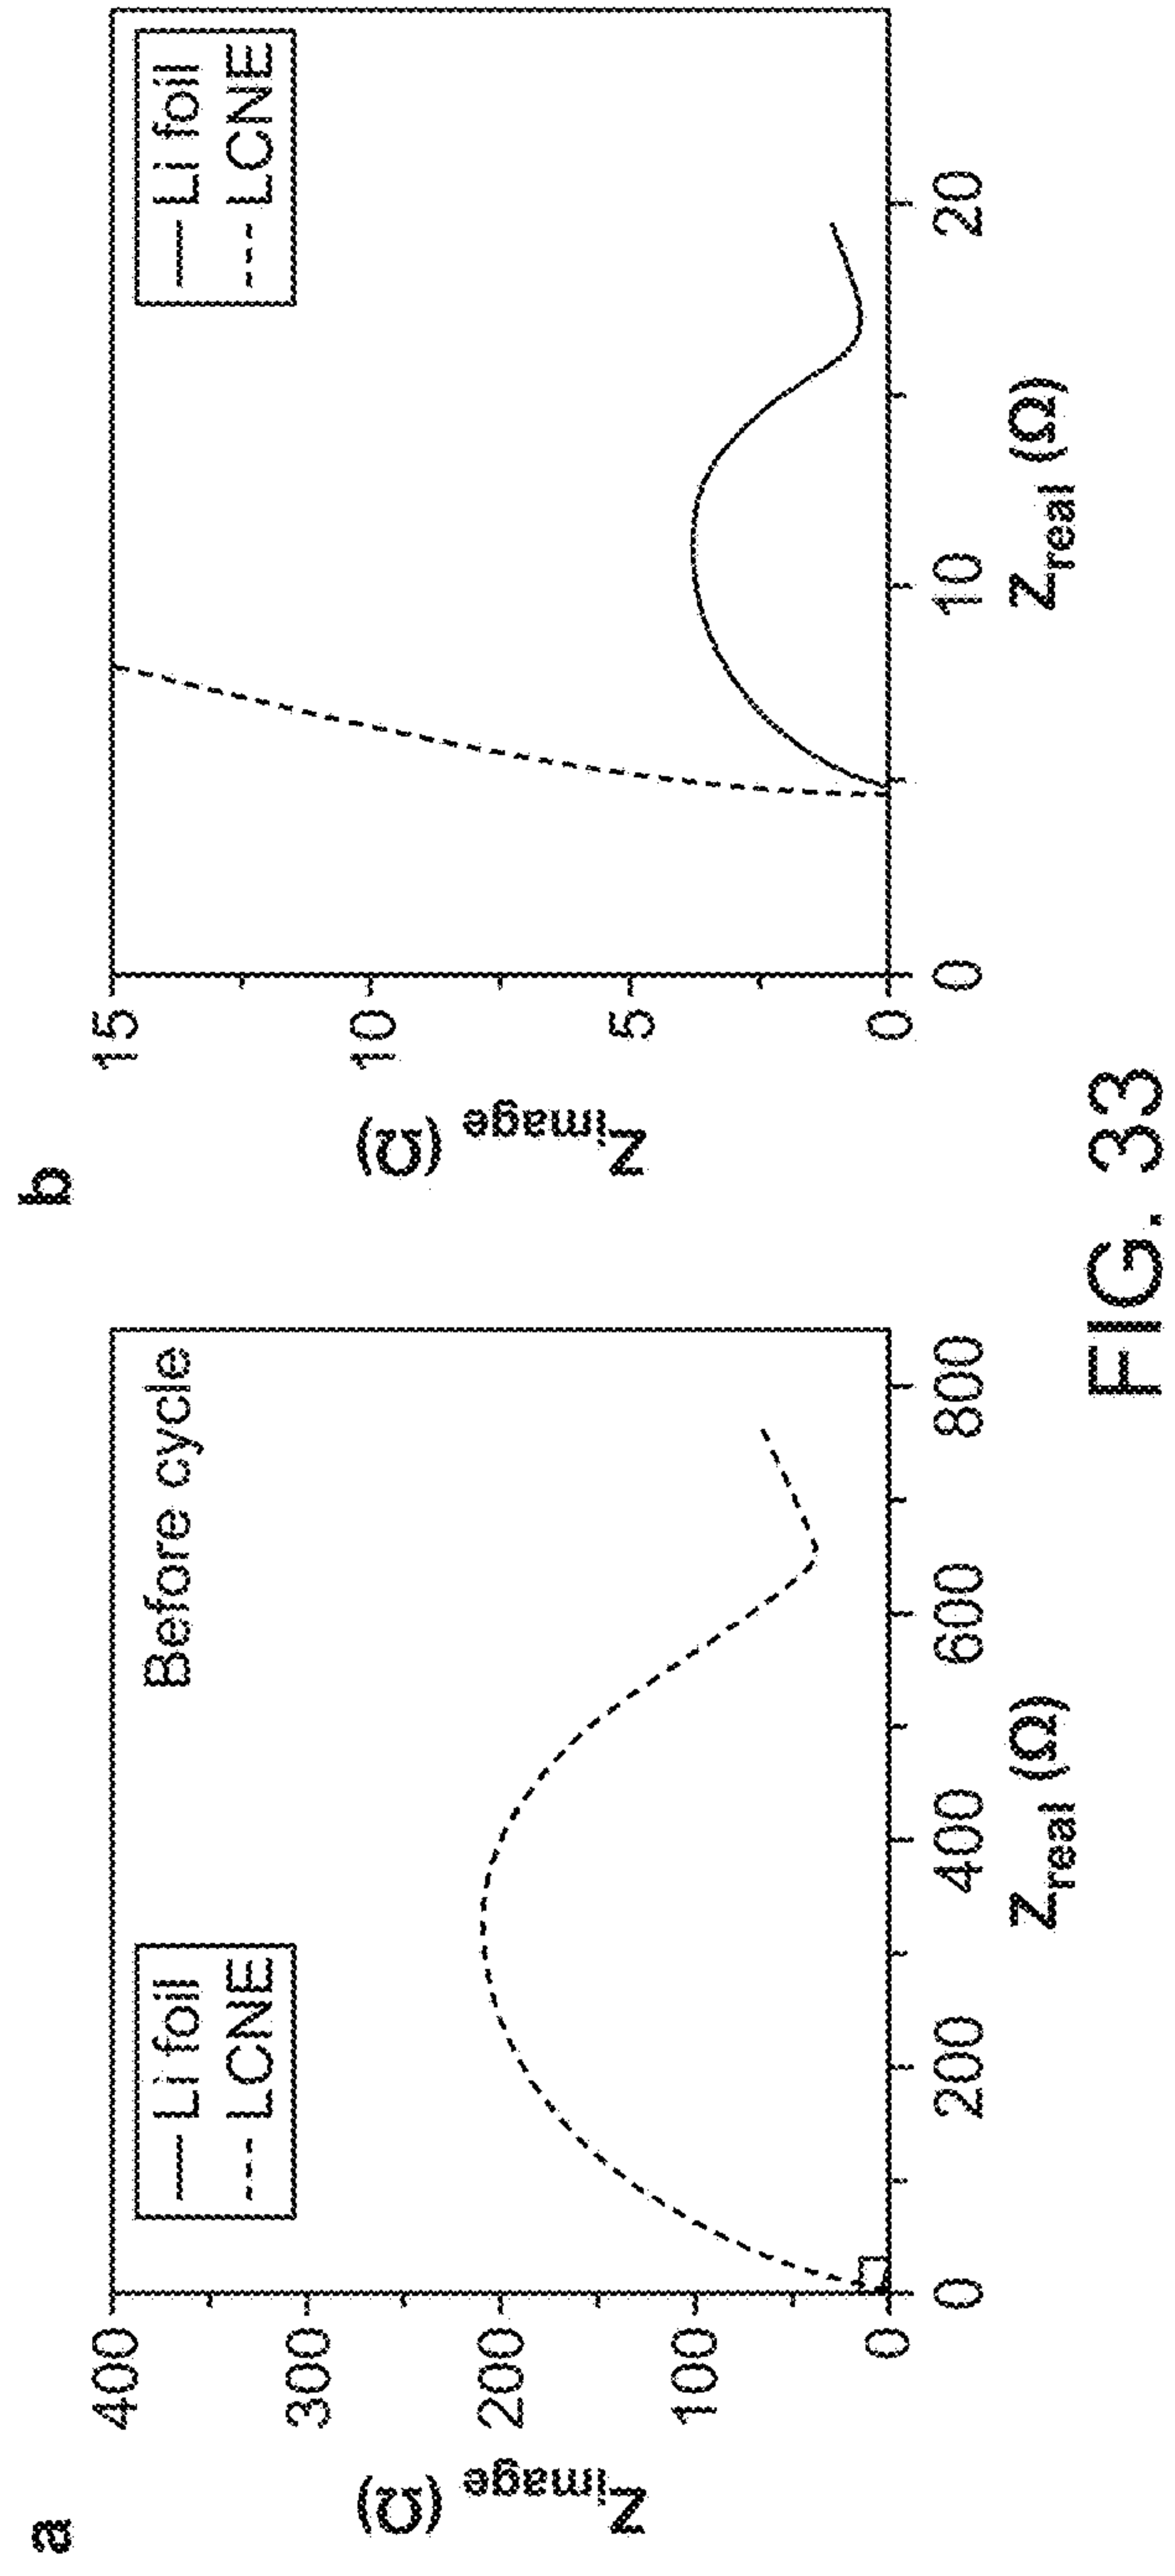 a
Before cycle
Li foil
LCNE
400
300
200
100
0
Zimage (Ω)
0
200
400
600
800
Zreal (Ω)
b
Li foil
LCNE
15
10
5
0
Zimage (Ω)
0
10
20
Zreal (Ω)
FIG. 33